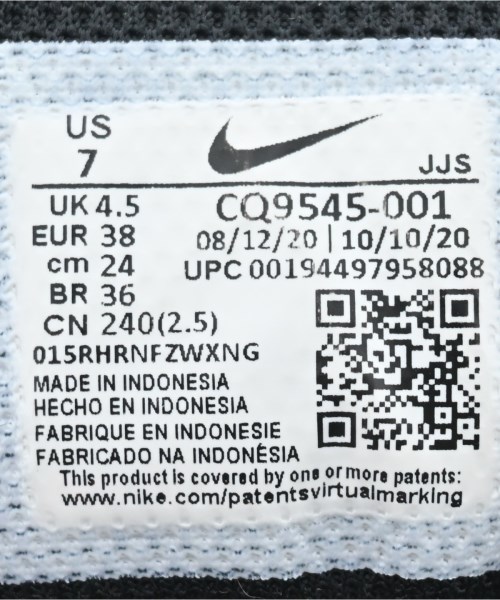 US
7
JJS
UK 4.5
EUR 38
cm 24
BR 36
CN 240(2.5)
CQ9545-001
08/12/20 | 10/10/20
UPC 00194497958088
015RHRNFZWXNG
MADE IN INDONESIA
HECHO EN INDONESIA
FABRIQUE EN INDONESIE
FABRICADO NA INDONÉSIA
This product is covered by one or more patents:
www.nike.com/patentsvirtualmarking